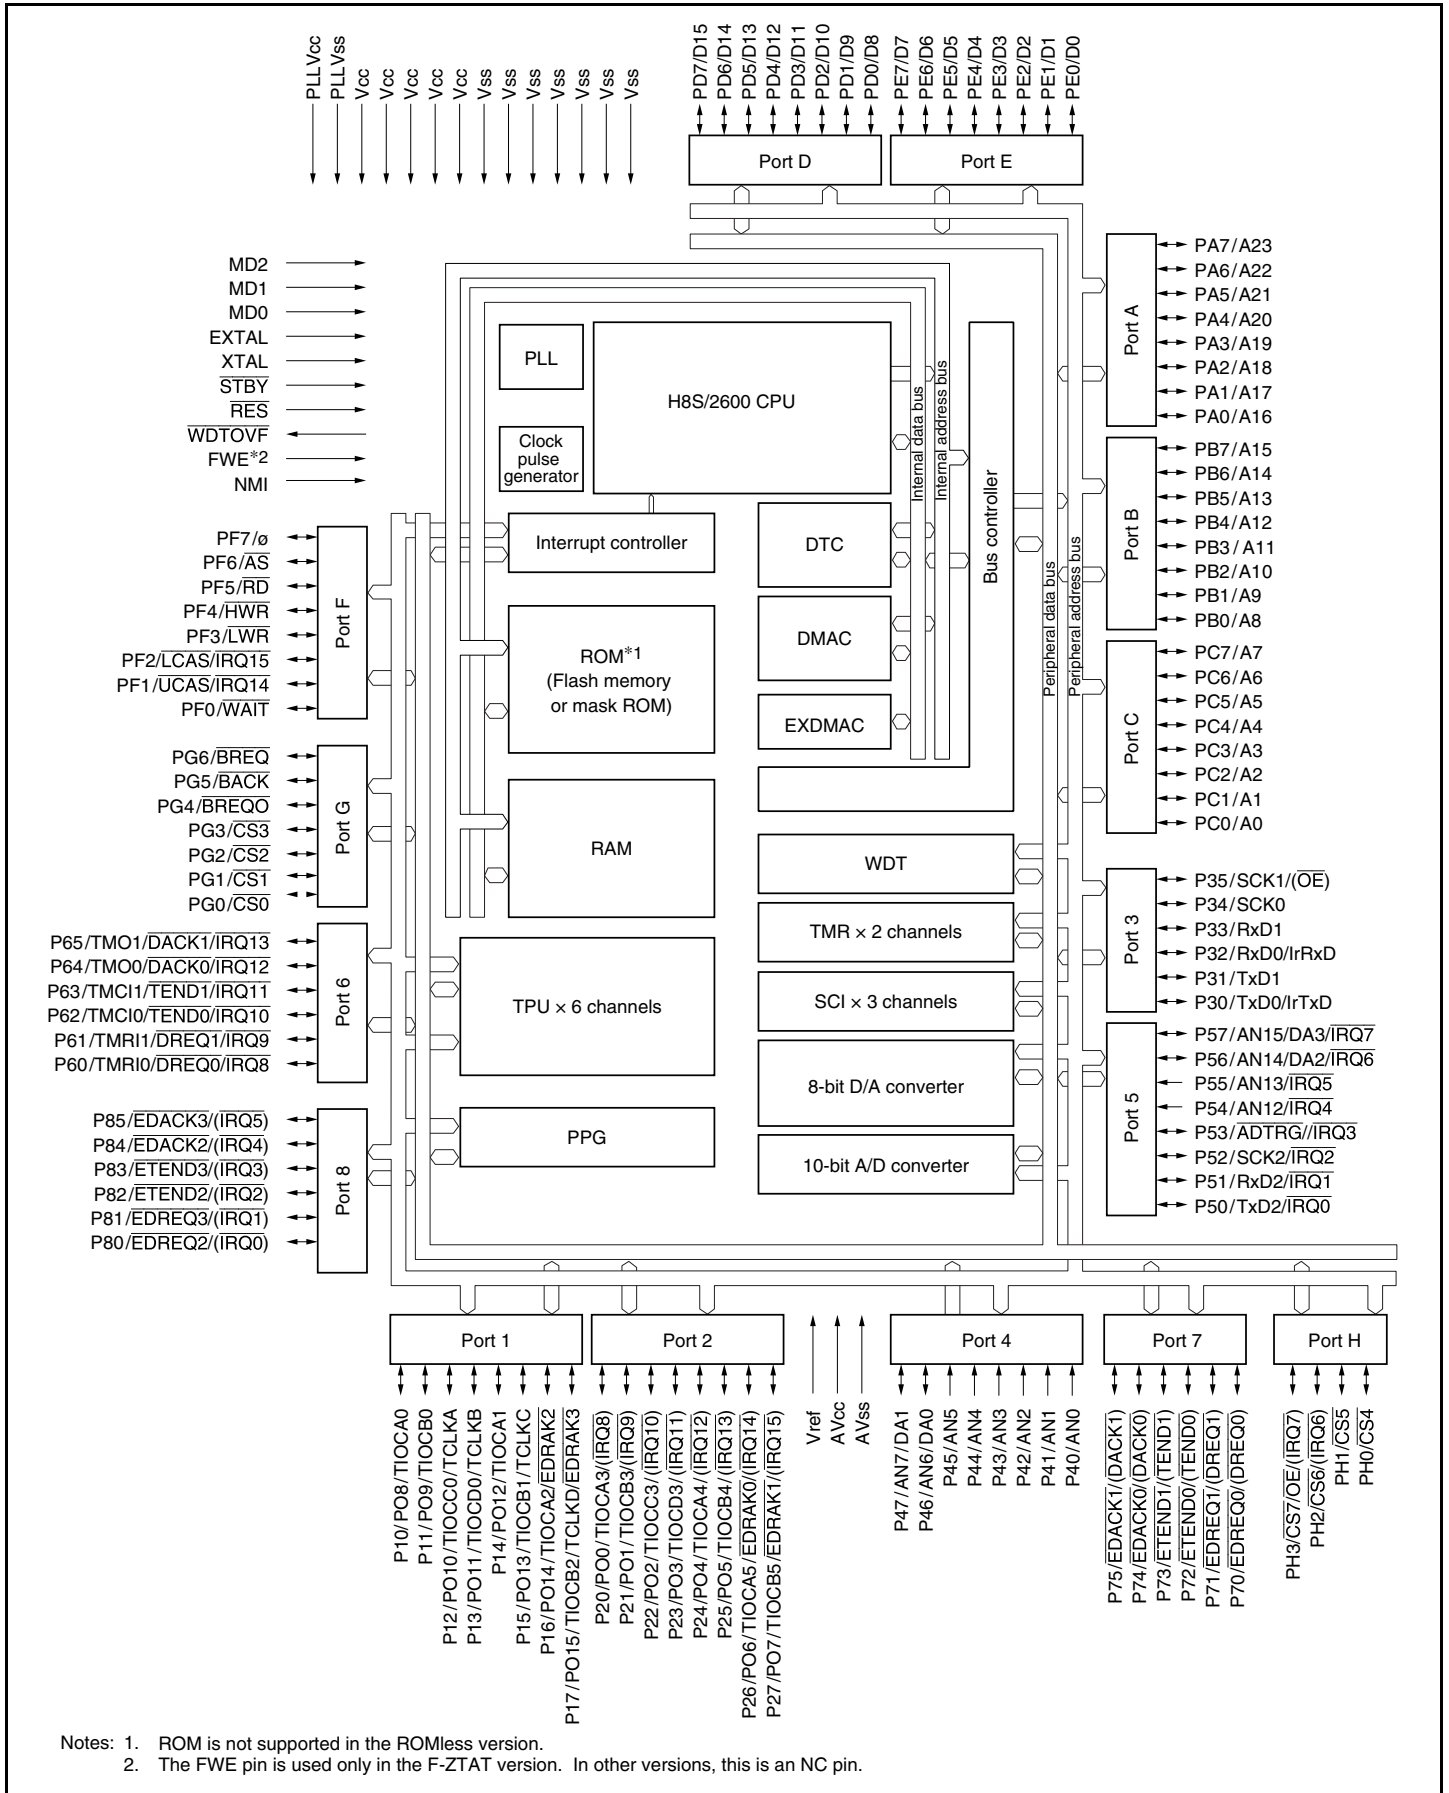 PLLVcc
PLLVss
Vcc
Vcc
Vcc
Vcc
Vcc
Vss
Vss
Vss
Vss
Vss
Vss
Vss
PD7/D15
PD6/D14
PD5/D13
PD4/D12
PD3/D11
PD2/D10
PD1/D9
PD0/D8
PE7/D7
PE6/D6
PE5/D5
PE4/D4
PE3/D3
PE2/D2
PE1/D1
PE0/D0
Port D
Port E
MD2
MD1
MD0
EXTAL
XTAL
STBY
RES
WDTOVF
FWE*2
NMI
PLL
Clock
pulse
generator
H8S/2600 CPU
Internal data bus
Internal address bus
Bus controller
Peripheral data bus
Peripheral address bus
Interrupt controller
DTC
DMAC
EXDMAC
ROM*1
(Flash memory
or mask ROM)
RAM
WDT
TMR × 2 channels
SCI × 3 channels
TPU × 6 channels
8-bit D/A converter
PPG
10-bit A/D converter
Port A
PA7/A23
PA6/A22
PA5/A21
PA4/A20
PA3/A19
PA2/A18
PA1/A17
PA0/A16
Port B
PB7/A15
PB6/A14
PB5/A13
PB4/A12
PB3/A11
PB2/A10
PB1/A9
PB0/A8
Port C
PC7/A7
PC6/A6
PC5/A5
PC4/A4
PC3/A3
PC2/A2
PC1/A1
PC0/A0
Port 3
P35/SCK1/(OE)
P34/SCK0
P33/RxD1
P32/RxD0/IrRxD
P31/TxD1
P30/TxD0/IrTxD
Port 5
P57/AN15/DA3/IRQ7
P56/AN14/DA2/IRQ6
P55/AN13/IRQ5
P54/AN12/IRQ4
P53/ADTRG//IRQ3
P52/SCK2/IRQ2
P51/RxD2/IRQ1
P50/TxD2/IRQ0
PF7/ø
PF6/AS
PF5/RD
PF4/HWR
PF3/LWR
PF2/LCAS/IRQ15
PF1/UCAS/IRQ14
PF0/WAIT
Port F
PG6/BREQ
PG5/BACK
PG4/BREQO
PG3/CS3
PG2/CS2
PG1/CS1
PG0/CS0
Port G
P65/TMO1/DACK1/IRQ13
P64/TMO0/DACK0/IRQ12
P63/TMCI1/TEND1/IRQ11
P62/TMCI0/TEND0/IRQ10
P61/TMRI1/DREQ1/IRQ9
P60/TMRI0/DREQ0/IRQ8
Port 6
P85/EDACK3/(IRQ5)
P84/EDACK2/(IRQ4)
P83/ETEND3/(IRQ3)
P82/ETEND2/(IRQ2)
P81/EDREQ3/(IRQ1)
P80/EDREQ2/(IRQ0)
Port 8
Port 1
Port 2
Port 4
Port 7
Port H
P10/PO8/TIOCA0
P11/PO9/TIOCB0
P12/PO10/TIOCC0/TCLKA
P13/PO11/TIOCD0/TCLKB
P14/PO12/TIOCA1
P15/PO13/TIOCB1/TCLKC
P16/PO14/TIOCA2/EDRAK2
P17/PO15/TIOCB2/TCLKD/EDRAK3
P20/PO0/TIOCA3/(IRQ8)
P21/PO1/TIOCB3/(IRQ9)
P22/PO2/TIOCC3/(IRQ10)
P23/PO3/TIOCD3/(IRQ11)
P24/PO4/TIOCA4/(IRQ12)
P25/PO5/TIOCB4/(IRQ13)
P26/PO6/TIOCA5/EDRAK0/(IRQ14)
P27/PO7/TIOCB5/EDRAK1/(IRQ15)
Vref
AVcc
AVss
P47/AN7/DA1
P46/AN6/DA0
P45/AN5
P44/AN4
P43/AN3
P42/AN2
P41/AN1
P40/AN0
P75/EDACK1/(DACK1)
P74/EDACK0/(DACK0)
P73/ETEND1/(TEND1)
P72/ETEND0/(TEND0)
P71/EDREQ1/(DREQ1)
P70/EDREQ0/(DREQ0)
PH3/CS7/OE/(IRQ7)
PH2/CS6/(IRQ6)
PH1/CS5
PH0/CS4
Notes: 1. ROM is not supported in the ROMless version.
2. The FWE pin is used only in the F-ZTAT version. In other versions, this is an NC pin.